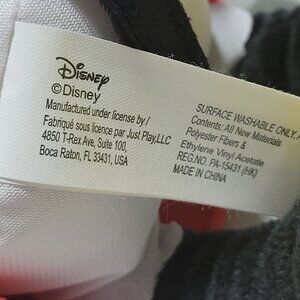 Disney
©Disney
Manufactured under license by /
Fabriqué sous licence par Just Play,LLC
4850 T-Rex Ave, Suite 100,
Boca Raton, FL 33431, USA
SURFACE WASHABLE ONLY.
Contents: All New Materials
Polyester Fibers &
Ethylene Vinyl Acetate
REG.NO. PA-15431 (HK)
MADE IN CHINA